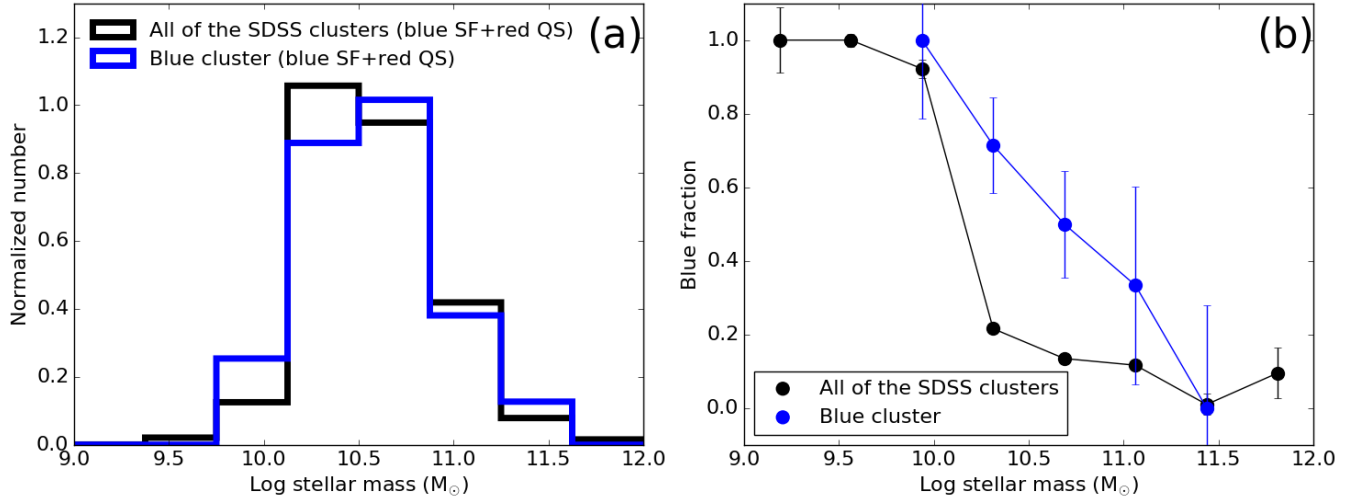 All of the SDSS clusters (blue SF+red QS)
Blue cluster (blue SF+red QS)
(a)
1.2
1.0
0.8
0.6
0.4
0.2
0.0
Normalized number
9.0 9.5 10.0 10.5 11.0 11.5 12.0
Log stellar mass (M☉)
(b)
1.0
0.8
0.6
0.4
0.2
0.0
Blue fraction
All of the SDSS clusters
Blue cluster
9.0 9.5 10.0 10.5 11.0 11.5 12.0
Log stellar mass (M☉)